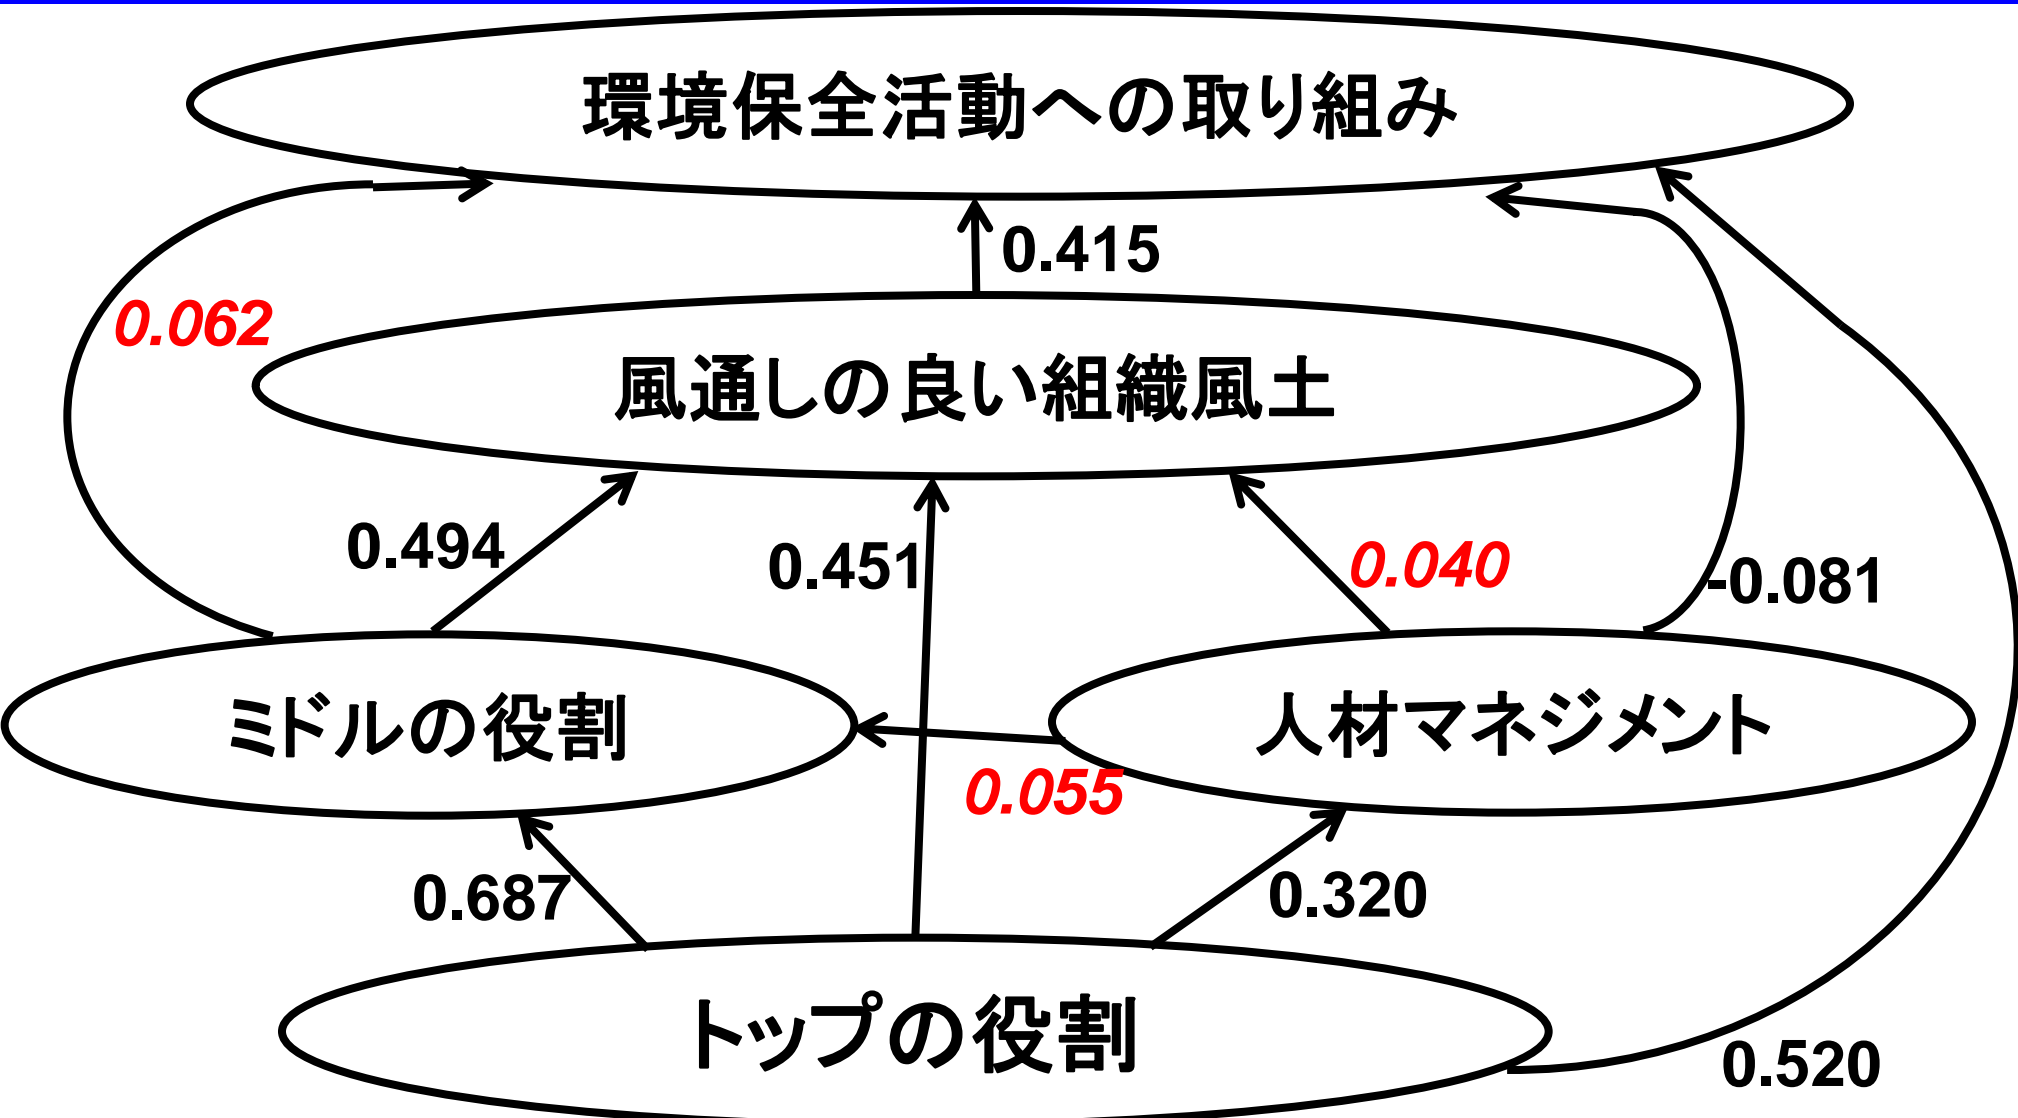 環境保全活動への取り組み
0.415
0.062
風通しの良い組織風土
0.494
0.451
0.040
-0.081
ミドルの役割
人材マネジメント
0.055
0.687
0.320
トップの役割
0.520